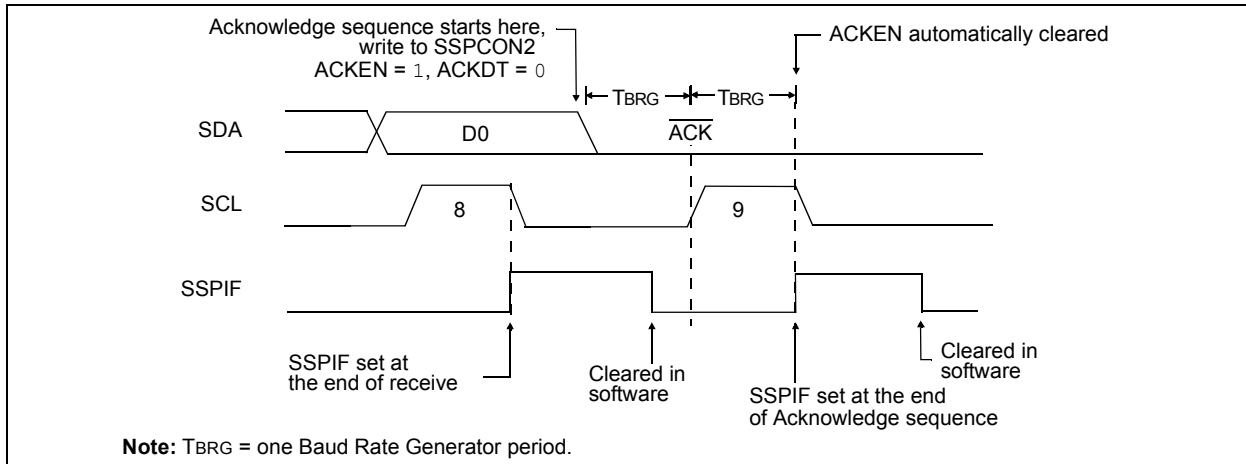 Acknowledge sequence starts here,
write to SSPCON2
ACKEN = 1, ACKDT = 0
ACKEN automatically cleared
TBRG
TBRG
SDA
D0
ACK
SCL
8
9
SSPIF
SSPIF set at
the end of receive
Cleared in
software
SSPIF set at the end
of Acknowledge sequence
Cleared in
software
Note: TBRG = one Baud Rate Generator period.